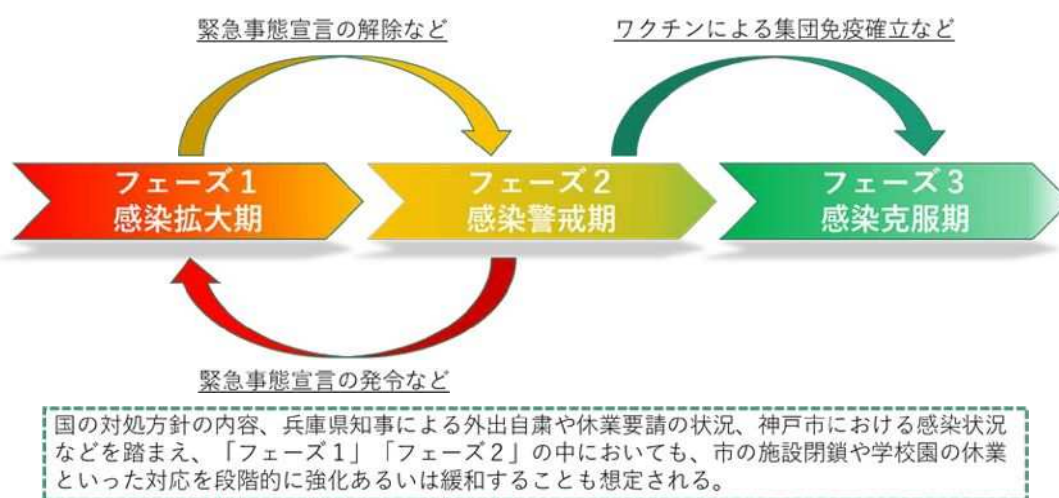 緊急事態宣言の解除など
ワクチンによる集団免疫確立など
フェーズ1
感染拡大期
フェーズ2
感染警戒期
フェーズ3
感染克服期
緊急事態宣言の発令など
国の対処方針の内容、兵庫県知事による外出自粛や休業要請の状況、神戸市における感染状況
などを踏まえ、「フェーズ1」「フェーズ2」の中においても、市の施設閉鎖や学校園の休業
といった対応を段階的に強化あるいは緩和することも想定される。